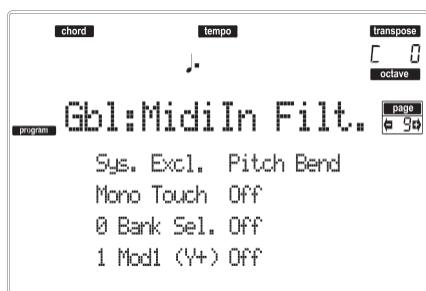 chord tempo transpose
♩. C 0
octave
Gbl:MidiIn Filt. page
program 9
Sys. Excl. Pitch Bend
Mono Touch Off
0 Bank Sel. Off
1 Mod1 (Y+) Off